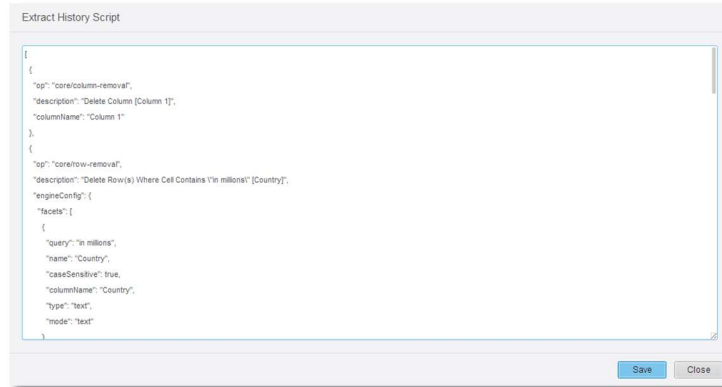 Extract History Script
[
{
"op": "core/column-removal",
"description": "Delete Column [Column 1]",
"columnName": "Column 1"
},
{
"op": "core/row-removal",
"description": "Delete Row(s) Where Cell Contains \"in millions\" [Country]",
"engineConfig": {
"facets": [
{
"query": "in millions",
"name": "Country",
"caseSensitive": true,
"columnName": "Country",
"type": "text",
"mode": "text"
}
Save Close